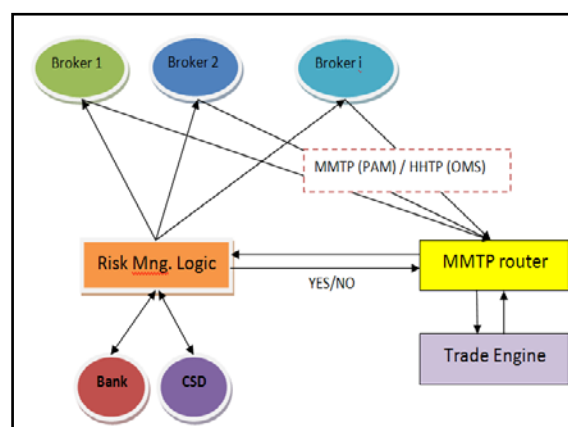 Broker 1
Broker 2
Broker i
MMTP (PAM) / HHTP (OMS)
Risk Mng. Logic
MMTP router
YES/NO
Trade Engine
Bank
CSD